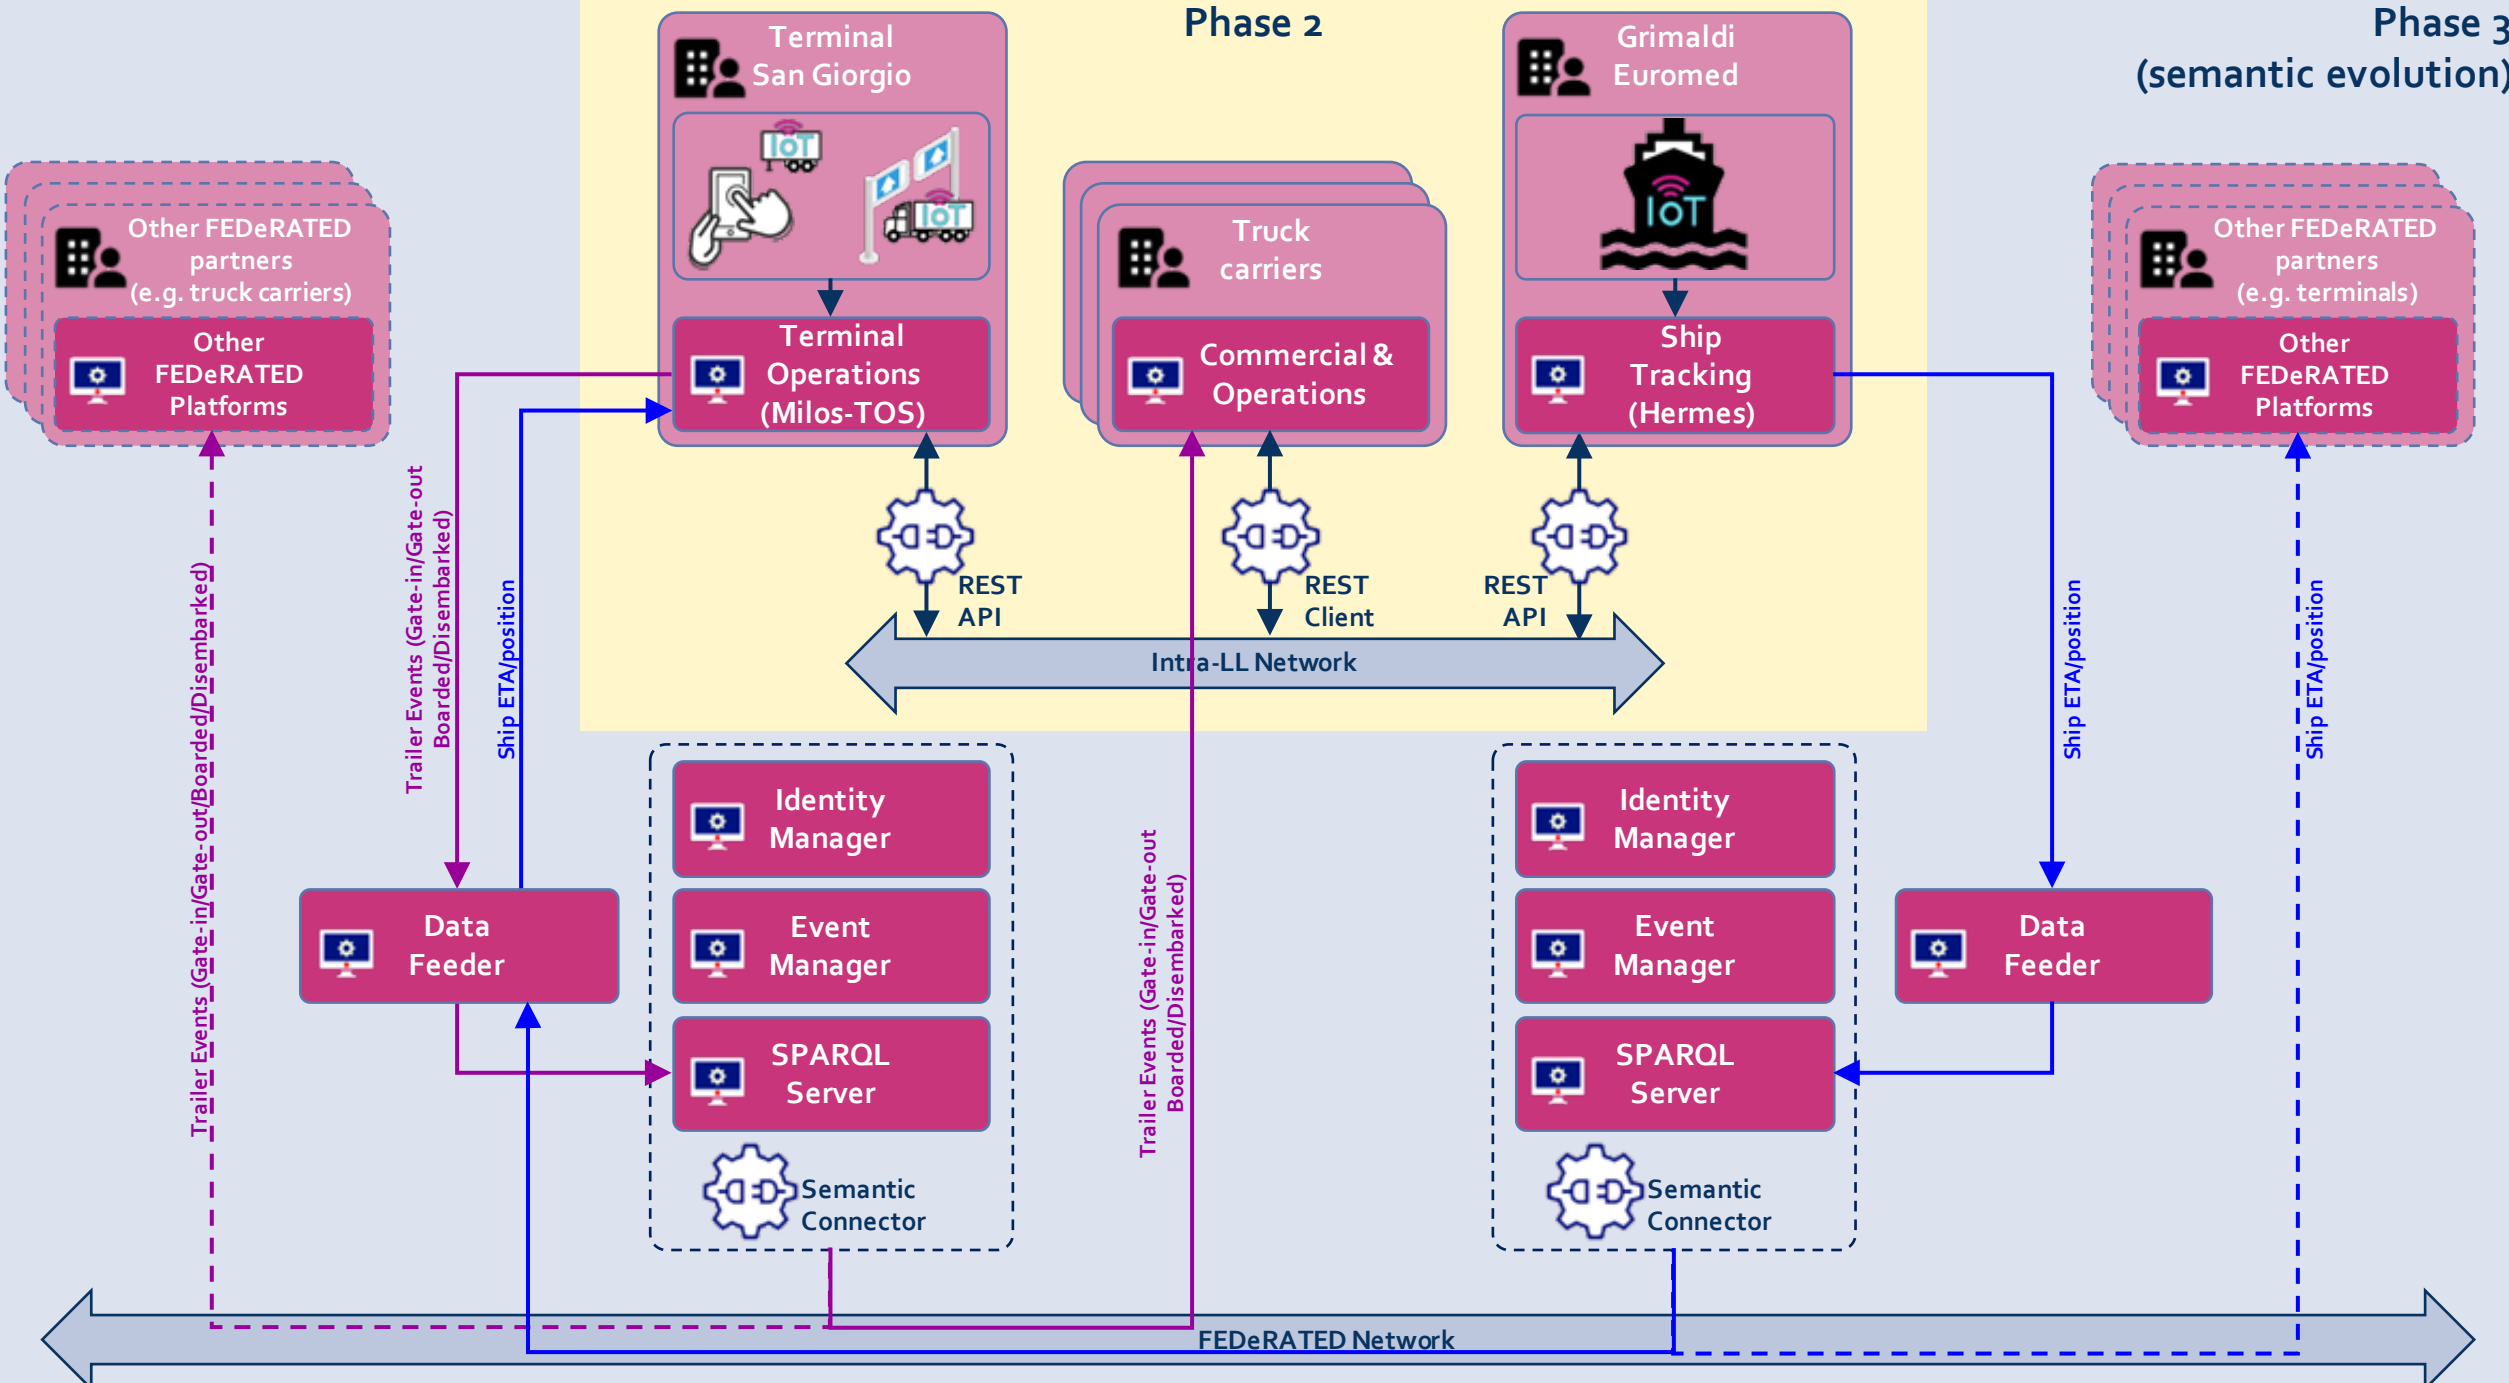 Phase 2
Phase 3
(semantic evolution)
Terminal
San Giorgio
IoT
IoT
Grimaldi
Euromed
IoT
Other FEDeRATED
partners
(e.g. truck carriers)
Other
FEDeRATED
Platforms
Truck
carriers
Other FEDeRATED
partners
(e.g. terminals)
Other
FEDeRATED
Platforms
Terminal
Operations
(Milos-TOS)
Commercial &
Operations
Ship
Tracking
(Hermes)
REST
API
REST
Client
REST
API
Intra-LL Network
Trailer Events (Gate-in/Gate-out/Boarded/Disembarked)
Trailer Events (Gate-in/Gate-out
Boarded/Disembarked)
Ship ETA/position
Trailer Events (Gate-in/Gate-out
Boarded/Disembarked)
Ship ETA/position
Ship ETA/position
Identity
Manager
Event
Manager
SPARQL
Server
Semantic
Connector
Data
Feeder
Identity
Manager
Event
Manager
SPARQL
Server
Semantic
Connector
Data
Feeder
FEDeRATED Network